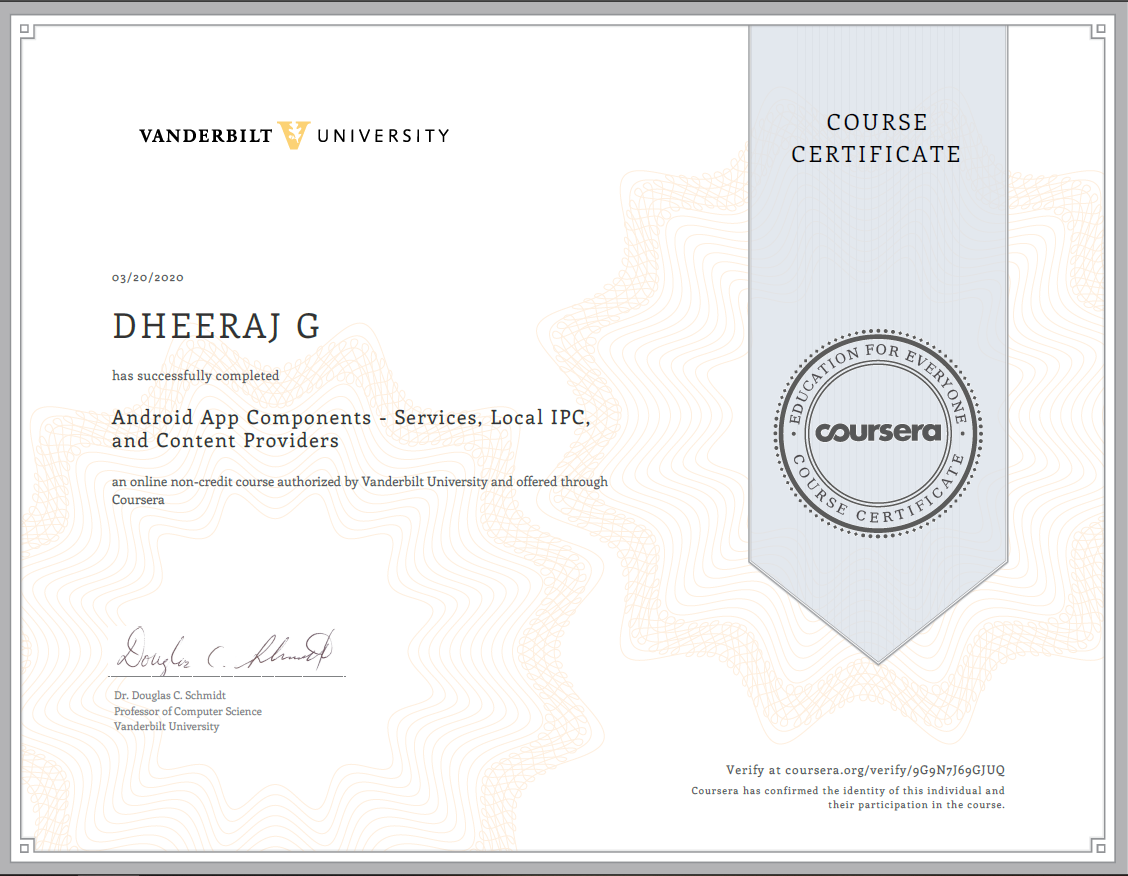 VANDERBILT UNIVERSITY
COURSE
CERTIFICATE
03/20/2020
DHEERAJ G
has successfully completed
Android App Components - Services, Local IPC,
and Content Providers
an online non-credit course authorized by Vanderbilt University and offered through
Coursera
EDUCATION FOR EVERYONE
coursera
COURSE CERTIFICATE
Douglas C. Schmidt
Dr. Douglas C. Schmidt
Professor of Computer Science
Vanderbilt University
Verify at coursera.org/verify/9G9N7J69GJUQ
Coursera has confirmed the identity of this individual and
their participation in the course.